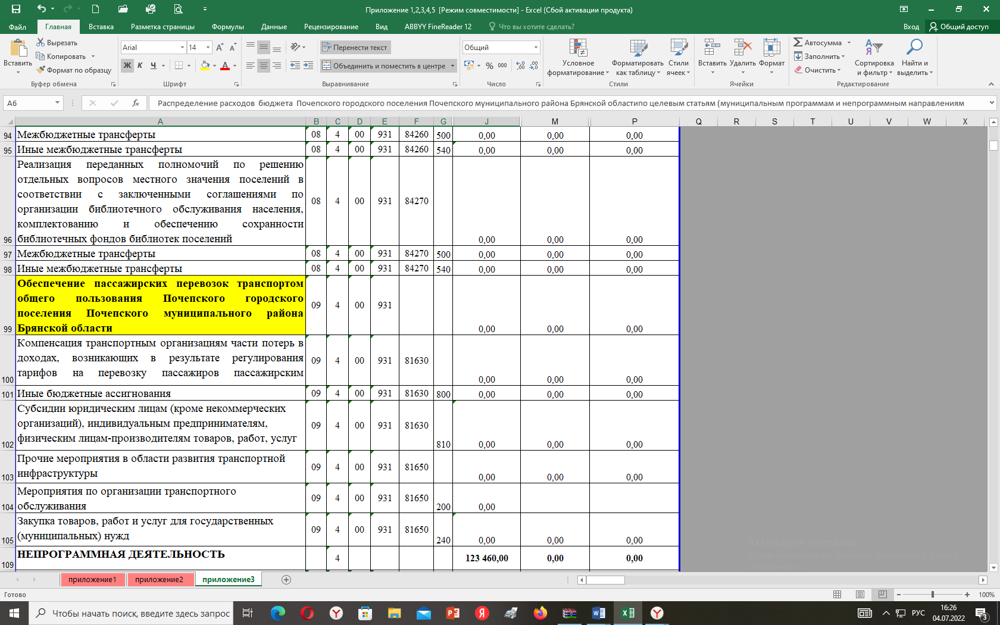 Приложение 1,2,3,4,5 [Режим совместимости] - Excel (Сбой активации продукта)
Файл Главная Вставка Разметка страницы Формулы Данные Рецензирование Вид ABBYY FineReader 12 Что вы хотите сделать? Вход Общий доступ
Вставить
Вырезать
Копировать
Формат по образцу
Буфер обмена
Arial 14
Ж К Ч
Шрифт
Перенести текст
Объединить и поместить в центре
Выравнивание
Общий
% 000
Число
Условное форматирование
Форматировать как таблицу
Стили ячеек
Стили
Вставить Удалить Формат
Ячейки
Автосумма
Заполнить
Очистить
Сортировка и фильтр
Найти и выделить
Редактирование
A6 fx Распределение расходов бюджета Почепского городского поселения Почепского муниципального района Брянской областипо целевым статьям (муниципальным программам и непрограммным направлениям
A B C D E F G J M P Q R S T U V W X
94 Межбюджетные трансферты 08 4 00 931 84260 500 0,00 0,00 0,00
95 Иные межбюджетные трансферты 08 4 00 931 84260 540 0,00 0,00 0,00
Реализация переданных полномочий по решению
отдельных вопросов местного значения поселений в
соответствии с заключенными соглашениями по
организации библиотечного обслуживания населения,
комплектованию и обеспечению сохранности
библиотечных фондов библиотек поселений
96 08 4 00 931 84270 0,00 0,00 0,00
97 Межбюджетные трансферты 08 4 00 931 84270 500 0,00 0,00 0,00
98 Иные межбюджетные трансферты 08 4 00 931 84270 540 0,00 0,00 0,00
Обеспечение пассажирских перевозок транспортом
общего пользования Почепского городского
поселения Почепского муниципального района
Брянской области
99 09 4 00 931 0,00 0,00 0,00
Компенсация транспортным организациям части потерь в
доходах, возникающих в результате регулирования
тарифов на перевозку пассажиров пассажирским
100 09 4 00 931 81630 0,00 0,00 0,00
101 Иные бюджетные ассигнования 09 4 00 931 81630 800 0,00 0,00 0,00
Субсидии юридическим лицам (кроме некоммерческих
организаций), индивидуальным предпринимателям,
физическим лицам-производителям товаров, работ, услуг
102 09 4 00 931 81630 810 0,00 0,00 0,00
Прочие мероприятия в области развития транспортной
инфраструктуры
103 09 4 00 931 81650 0,00 0,00 0,00
Мероприятия по организации транспортного
обслуживания
104 09 4 00 931 81650 200 0,00
Закупка товаров, работ и услуг для государственных
(муниципальных) нужд
105 09 4 00 931 81650 240 0,00 0,00 0,00
109 НЕПРОГРАММНАЯ ДЕЯТЕЛЬНОСТЬ 4 123 460,00 0,00 0,00
Активация Windows
приложение1 приложение2 приложение3
Готово 100%
Чтобы начать поиск, введите здесь запрос
РУС 16:26
04.07.2022
3